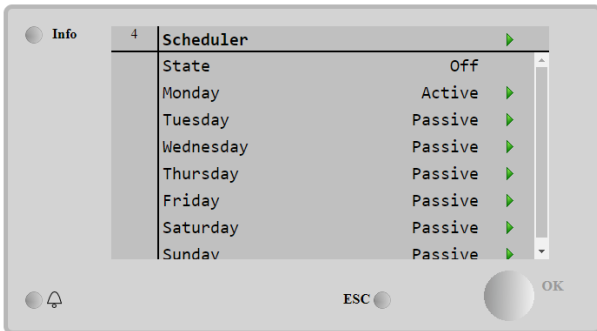 Info
4 Scheduler
State Off
Monday Active
Tuesday Passive
Wednesday Passive
Thursday Passive
Friday Passive
Saturday Passive
Sunday Passive
ESC
OK